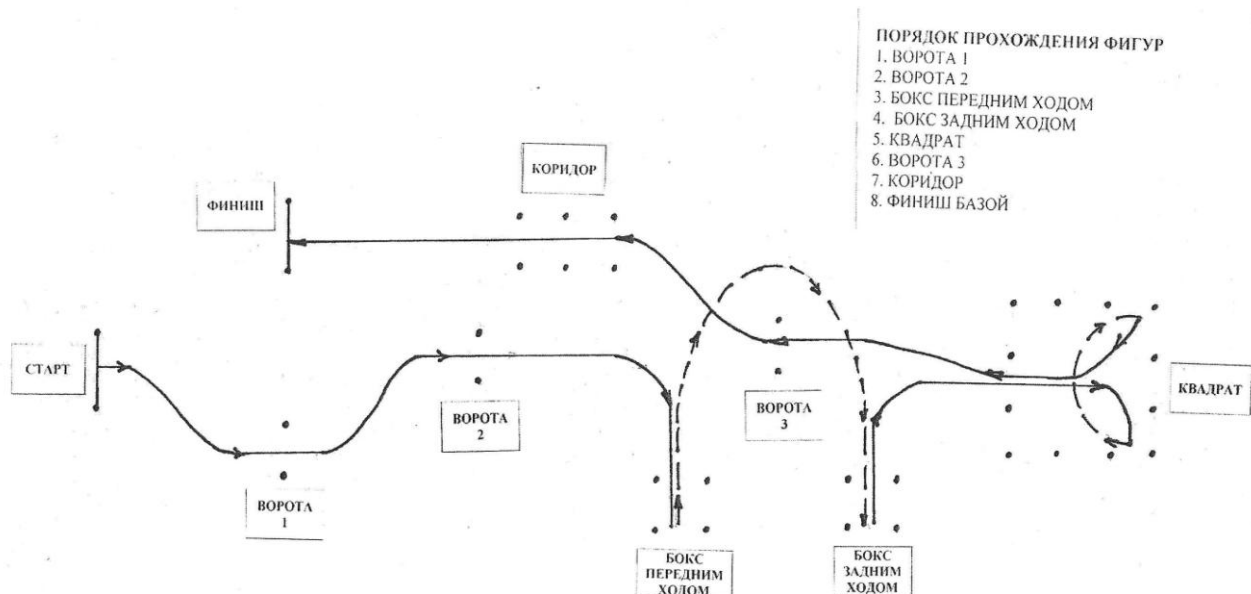 ПОРЯДОК ПРОХОЖДЕНИЯ ФИГУР
1. ВОРОТА 1
2. ВОРОТА 2
3. БОКС ПЕРЕДНИМ ХОДОМ
4. БОКС ЗАДНИМ ХОДОМ
5. КВАДРАТ
6. ВОРОТА 3
7. КОРИДОР
8. ФИНИШ БАЗОЙ
КОРИДОР
ФИНИШ
СТАРТ
ВОРОТА
1
ВОРОТА
2
ВОРОТА
3
КВАДРАТ
БОКС
ПЕРЕДНИМ
ХОДОМ
БОКС
ЗАДНИМ
ХОДОМ